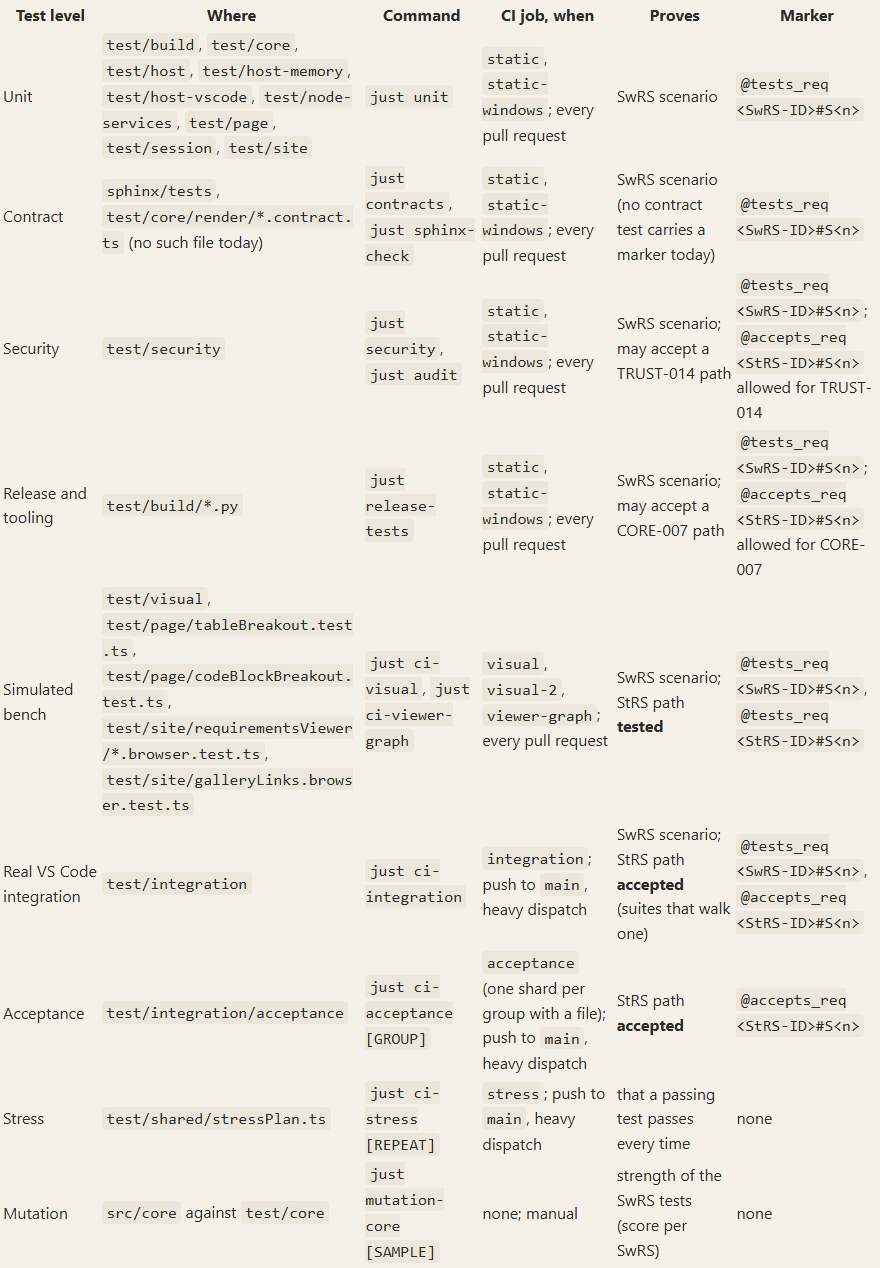 Test level Where Command CI job, when Proves Marker
Unit
test/build, test/core,
test/host, test/host-memory,
test/host-vscode, test/node-
services, test/page,
test/session, test/site
just unit
static,
static-
windows; every
pull request
SwRS scenario
@tests_req
<SwRS-ID>#S<n>
Contract
sphinx/tests,
test/core/render/*.contract.
ts (no such file today)
just
contracts,
just sphinx-
check
static,
static-
windows; every
pull request
SwRS scenario
(no contract
test carries a
marker today)
@tests_req
<SwRS-ID>#S<n>
Security
test/security
just
security,
just audit
static,
static-
windows; every
pull request
SwRS scenario;
may accept a
TRUST-014 path
@tests_req
<SwRS-ID>#S<n>;
@accepts_req
<StRS-ID>#S<n>
allowed for TRUST-
014
Release and
tooling
test/build/*.py
just
release-
tests
static,
static-
windows; every
pull request
SwRS scenario;
may accept a
CORE-007 path
@tests_req
<SwRS-ID>#S<n>;
@accepts_req
<StRS-ID>#S<n>
allowed for CORE-
007
Simulated
bench
test/visual,
test/page/tableBreakout.test
.ts,
test/page/codeBlockBreakout.
test.ts,
test/site/requirementsViewer
/*.browser.test.ts,
test/site/galleryLinks.brows
er.test.ts
just ci-
visual, just
ci-viewer-
graph
visual,
visual-2,
viewer-graph;
every pull request
SwRS scenario;
StRS path
tested
@tests_req
<SwRS-ID>#S<n>,
@tests_req
<StRS-ID>#S<n>
Real VS Code
integration
test/integration
just ci-
integration
integration;
push to main,
heavy dispatch
SwRS scenario;
StRS path
accepted
(suites that walk
one)
@tests_req
<SwRS-ID>#S<n>,
@accepts_req
<StRS-ID>#S<n>
Acceptance
test/integration/acceptance
just ci-
acceptance
[GROUP]
acceptance
(one shard per
group with a file);
push to main,
heavy dispatch
StRS path
accepted
@accepts_req
<StRS-ID>#S<n>
Stress
test/shared/stressPlan.ts
just ci-
stress
[REPEAT]
stress; push to
main, heavy
dispatch
that a passing
test passes
every time
none
Mutation
src/core against test/core
just
mutation-
core
[SAMPLE]
none; manual
strength of the
SwRS tests
(score per
SwRS)
none